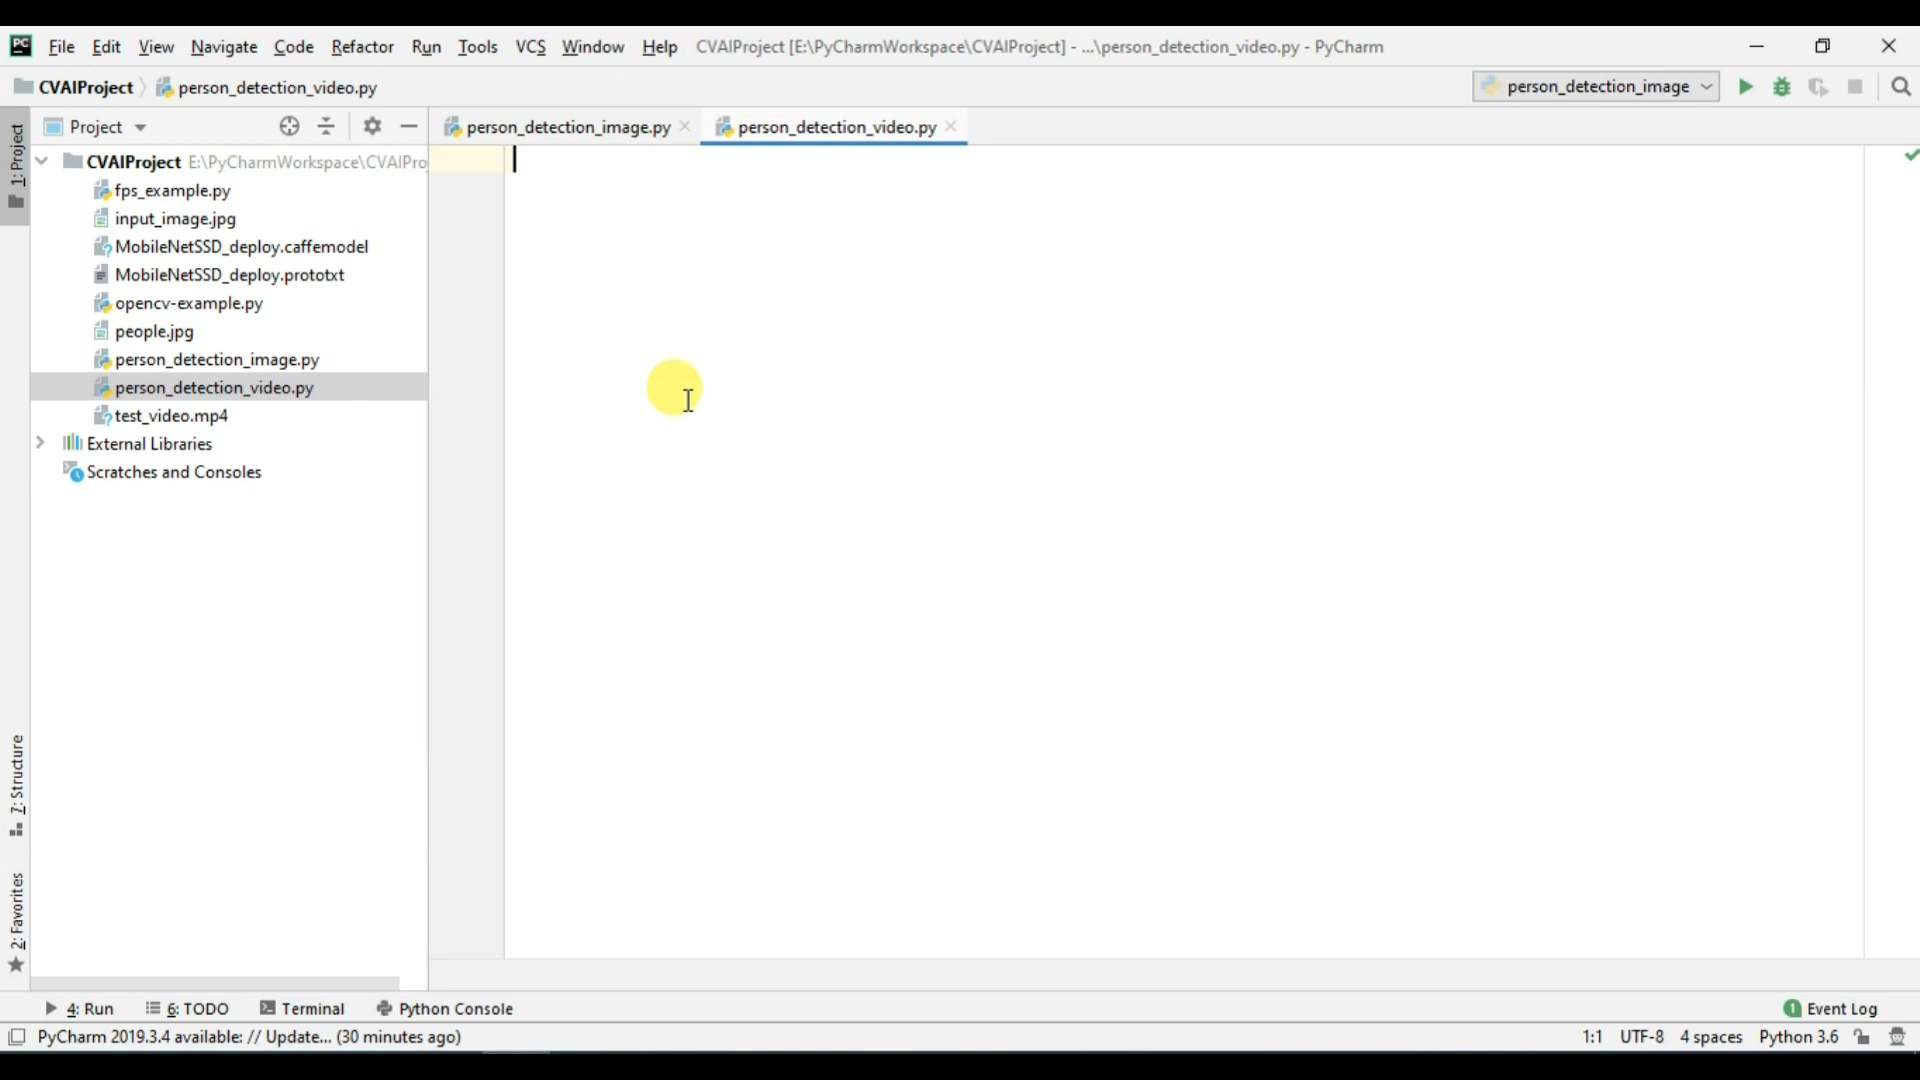 PC File Edit View Navigate Code Refactor Run Tools VCS Window Help CVAIProject [E:\PyCharmWorkspace\CVAIProject] - ...\person_detection_video.py - PyCharm
CVAIProject person_detection_video.py person_detection_image
1: Project
Project person_detection_image.py person_detection_video.py
CVAIProject E:\PyCharmWorkspace\CVAIPro
fps_example.py
input_image.jpg
MobileNetSSD_deploy.caffemodel
MobileNetSSD_deploy.prototxt
opencv-example.py
people.jpg
person_detection_image.py
person_detection_video.py
test_video.mp4
External Libraries
Scratches and Consoles
7: Structure
2: Favorites
4: Run 6: TODO Terminal Python Console 1 Event Log
PyCharm 2019.3.4 available: // Update... (30 minutes ago) 1:1 UTF-8 4 spaces Python 3.6